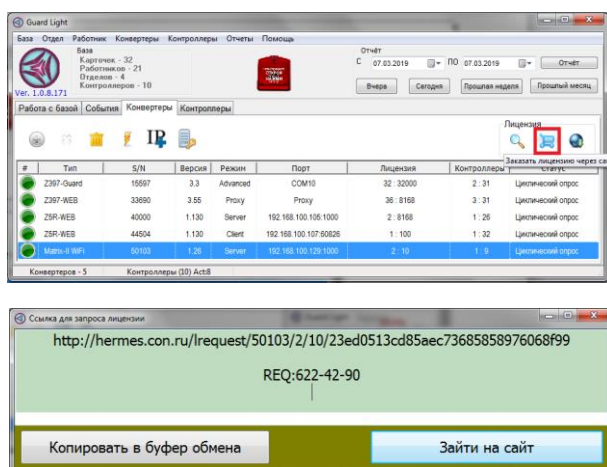 Guard Light
База Отдел Работник Конвертеры Контроллеры Отчеты Помощь
База
Карточек - 32
Работников - 21
Отделов - 4
Контроллеров - 10
Ver. 1.0.8.171
Отчёт
С 07.03.2019 ПО 07.03.2019 Отчёт
Вчера Сегодня Прошлая неделя Прошлый месяц
Работа с базой События Конвертеры Контроллеры
Лицензия
IP
Заказать лицензию через са
# Тип S/N Версия Режим Порт Лицензия Контроллеры Статус
Z397-Guard 15597 3.3 Advanced COM10 32 : 32000 2 : 31 Циклический опрос
Z397-WEB 33690 3.55 Proxy Proxy 36 : 8168 3 : 31 Циклический опрос
Z5R-WEB 40000 1.130 Server 192.168.100.105:1000 2 : 8168 1 : 26 Циклический опрос
Z5R-WEB 44504 1.130 Client 192.168.100.107:60826 1 : 100 1 : 32 Циклический опрос
Matrix-II WiFi 50103 1.26 Server 192.168.100.129:1000 2 : 10 1 : 9 Циклический опрос
Конвертеров - 5 Контроллеры (10) Act:8
Ссылка для запроса лицензии
http://hermes.con.ru/lrequest/50103/2/10/23ed0513cd85aec73685858976068f99
REQ:622-42-90
Копировать в буфер обмена Зайти на сайт